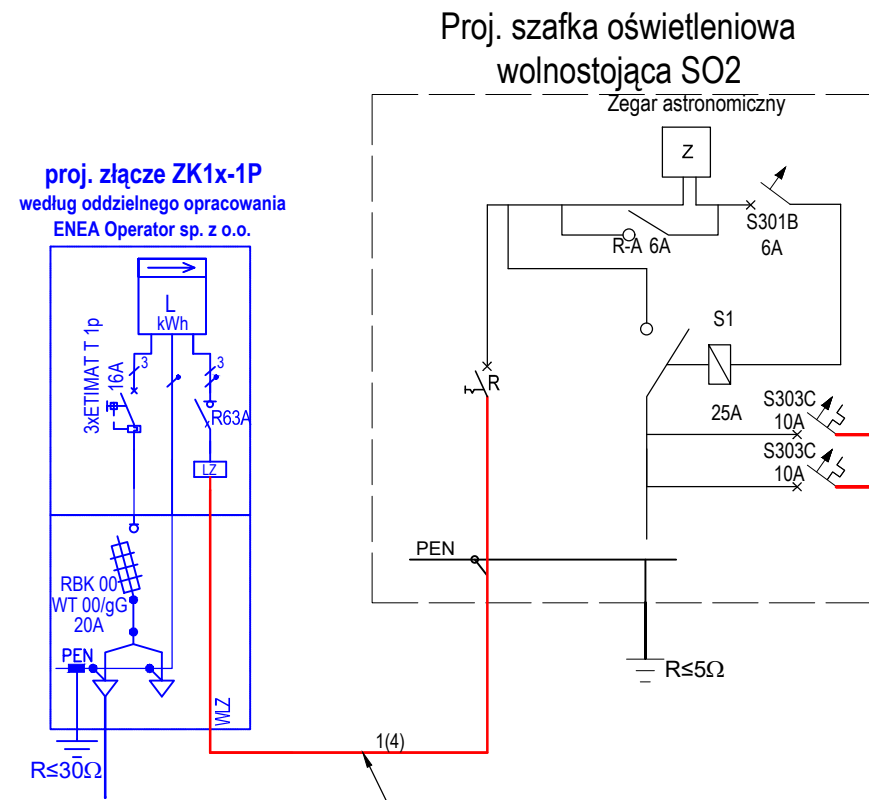 Proj. szafka oświetleniowa
wolnostojąca SO2
Zegar astronomiczny
Z
S301B
6A
R-A 6A
S1
25A
S303C
10A
S303C
10A
R
PEN
R≤5Ω
proj. złącze ZK1x-1P
według oddzielnego opracowania
ENEA Operator sp. z o.o.
L
kWh
3
3
3xETIMAT T 1p
16A
R63A
LZ
RBK 00
WT 00/gG
20A
PEN
WLZ
R≤30Ω
1(4)